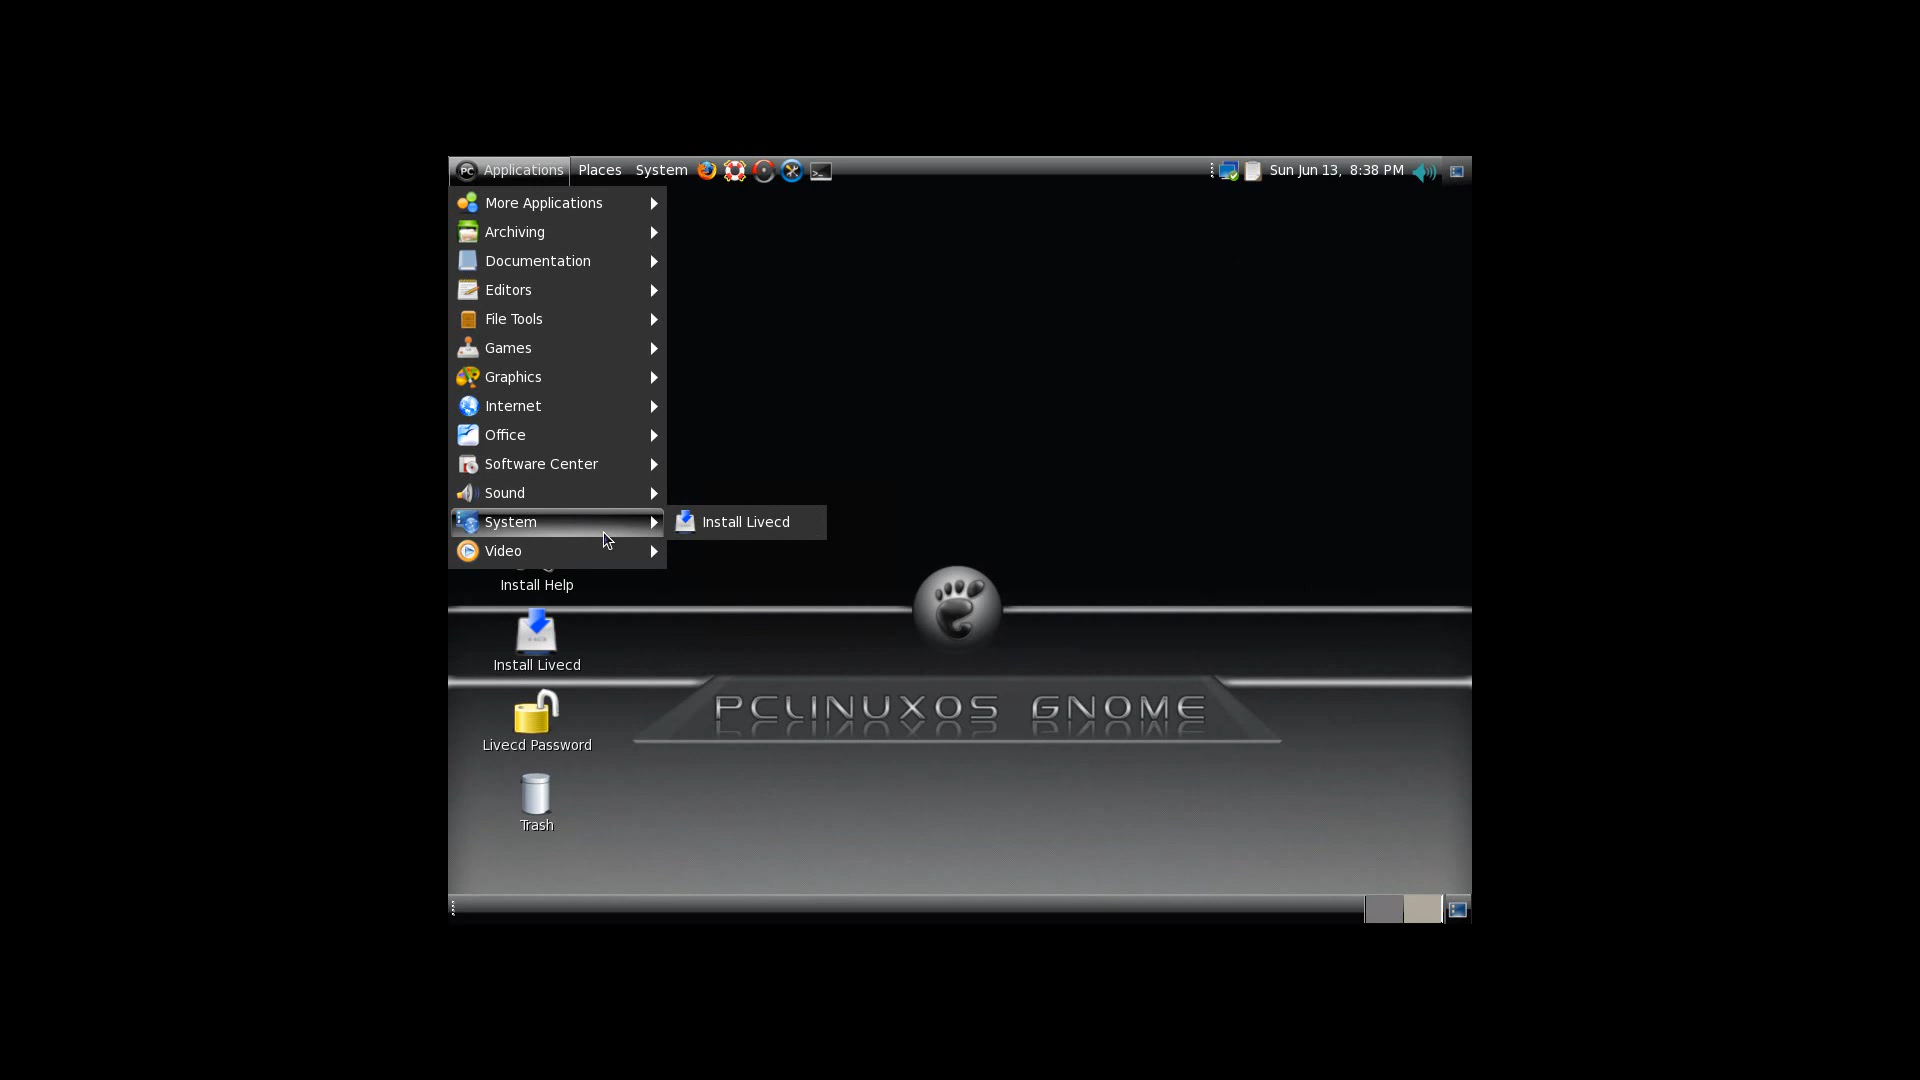 Applications Places System Sun Jun 13, 8:38 PM
More Applications
Archiving
Documentation
Editors
File Tools
Games
Graphics
Internet
Office
Software Center
Sound
System Install Livecd
Video
Install Help
Install Livecd
PCLINUXOS GNOME
Livecd Password
Trash